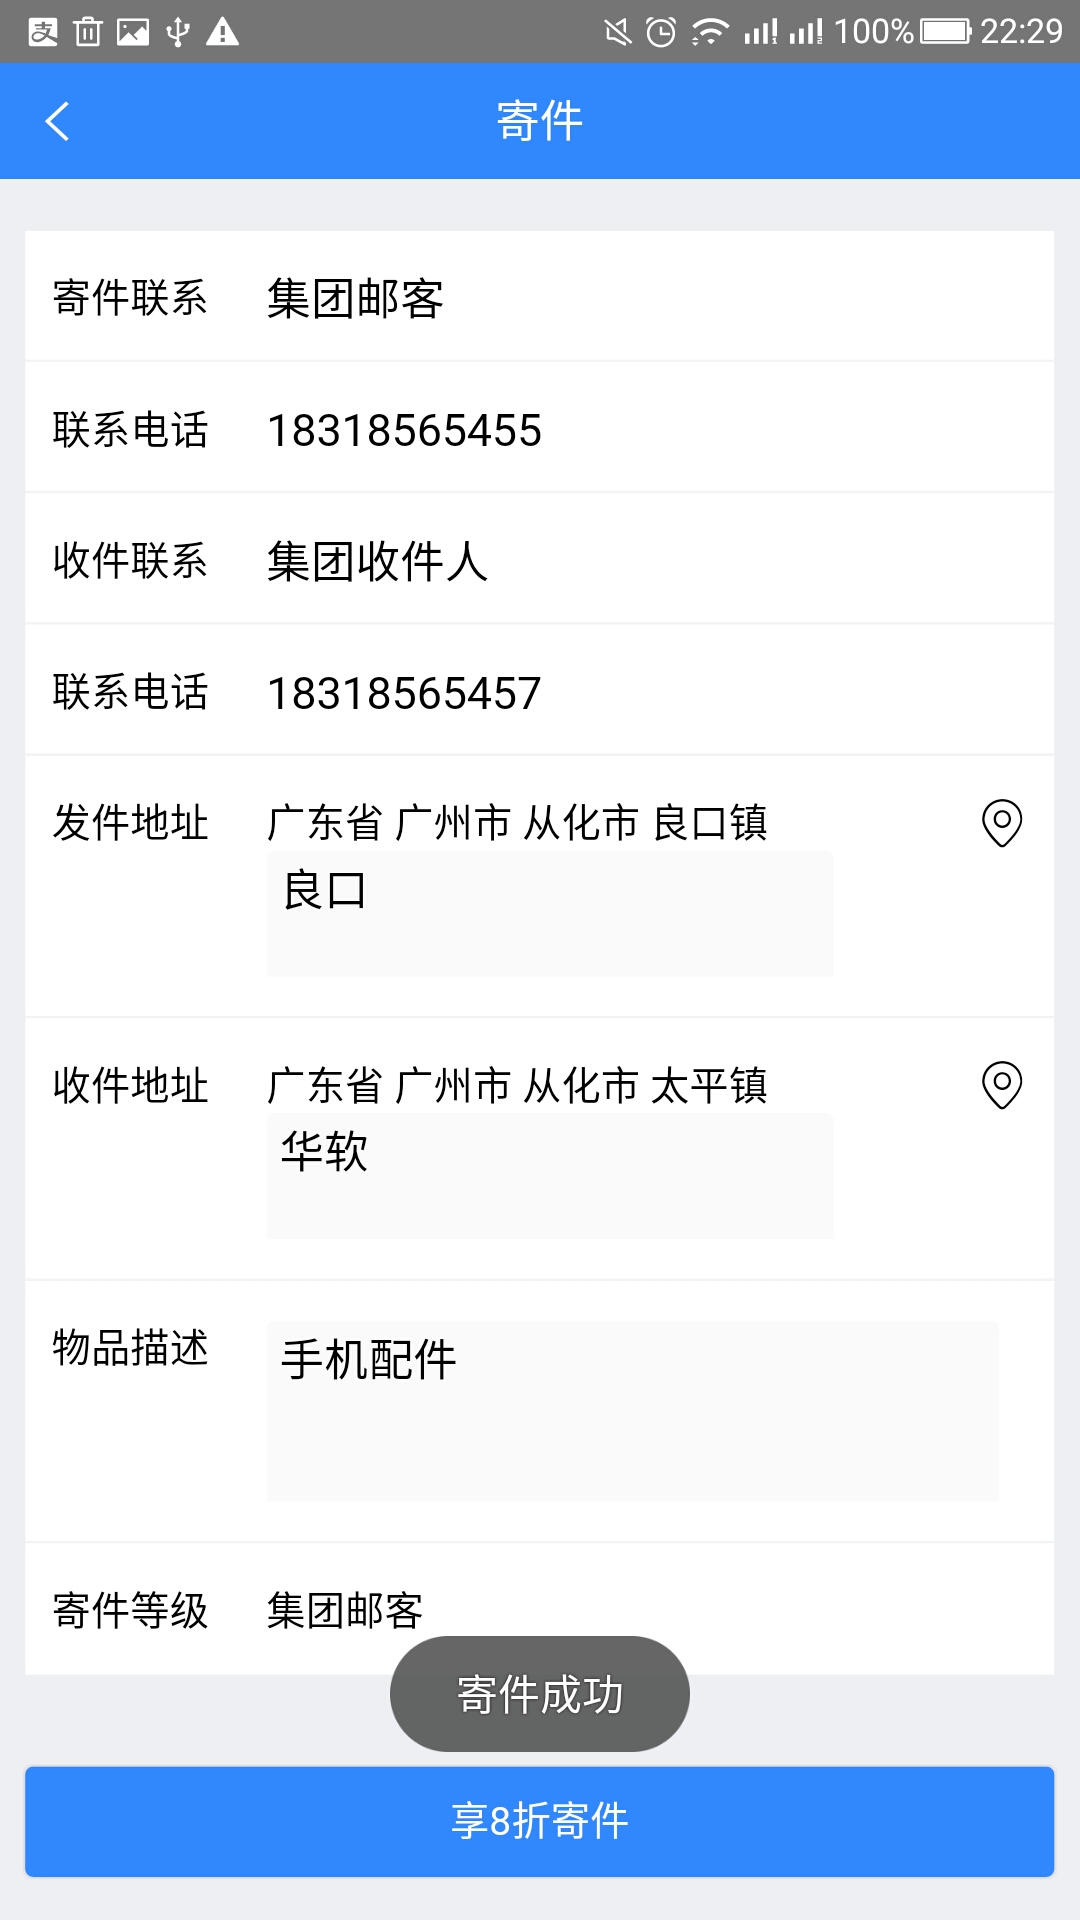 100% 22:29
寄件
寄件联系 集团邮客
联系电话 18318565455
收件联系 集团收件人
联系电话 18318565457
发件地址 广东省 广州市 从化市 良口镇
良口
收件地址 广东省 广州市 从化市 太平镇
华软
物品描述 手机配件
寄件等级 集团邮客
寄件成功
享8折寄件